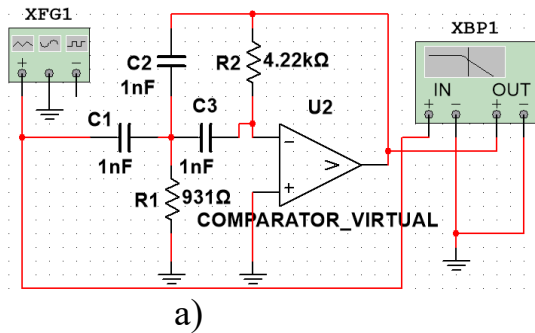 XFG1
XBP1
C2
1nF
R2
4.22kΩ
IN OUT
C1
1nF
C3
1nF
U2
R1
931Ω
COMPARATOR_VIRTUAL
a)